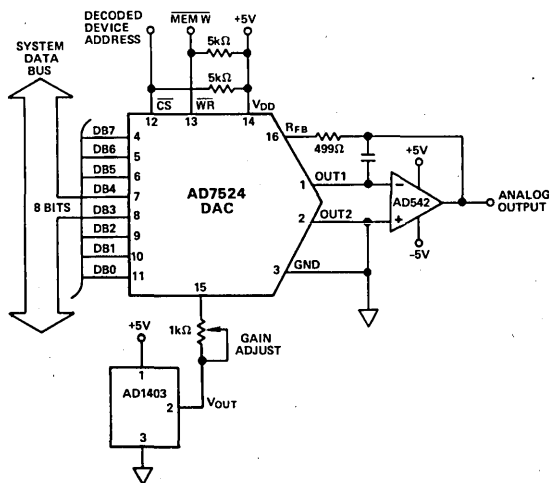 DECODED
DEVICE
ADDRESS
MEM W
+5V
5kΩ
5kΩ
SYSTEM
DATA
BUS
CS
WR
VDD
12
13
14
DB7
4
DB6
5
DB5
6
DB4
7
8 BITS
DB3
8
DB2
9
DB1
10
DB0
11
AD7524
DAC
16
RFB
499Ω
1
OUT1
2
OUT2
3
GND
+5V
−
AD542
+
−5V
ANALOG
OUTPUT
15
1kΩ
GAIN
ADJUST
+5V
1
AD1403
2
VOUT
3